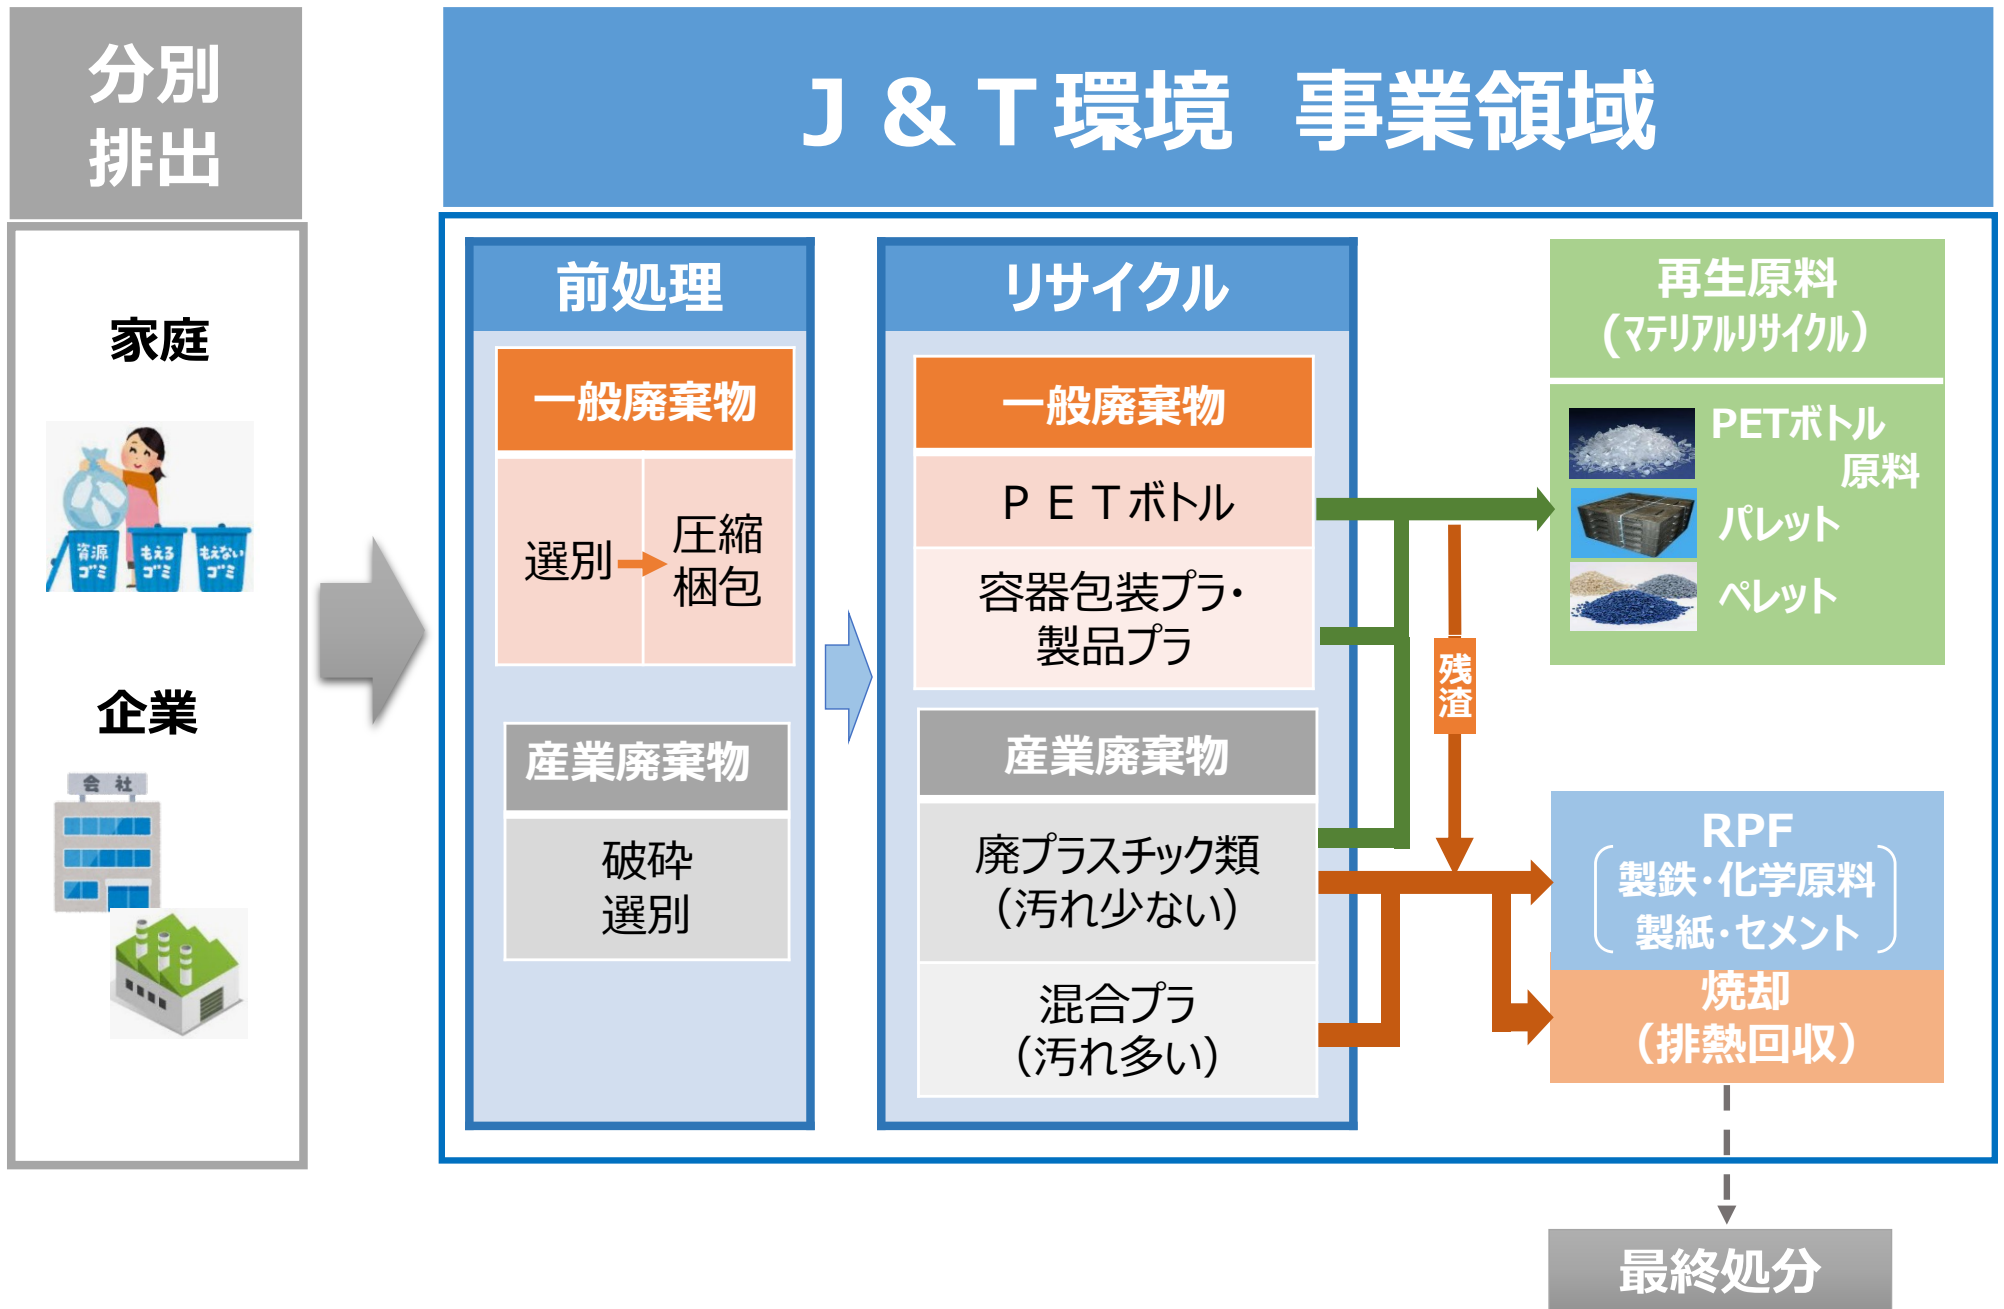 分別
排出
J＆T環境 事業領域
家庭
資源
ゴミ
もえる
ゴミ
もえない
ゴミ
企業
会社
前処理
一般廃棄物
選別
圧縮
梱包
産業廃棄物
破砕
選別
リサイクル
一般廃棄物
ＰＥＴボトル
容器包装プラ・
製品プラ
産業廃棄物
廃プラスチック類
（汚れ少ない）
混合プラ
（汚れ多い）
残渣
再生原料
（マテリアルリサイクル）
PETボトル
原料
パレット
ペレット
RPF
製鉄・化学原料
製紙・セメント
焼却
（排熱回収）
最終処分